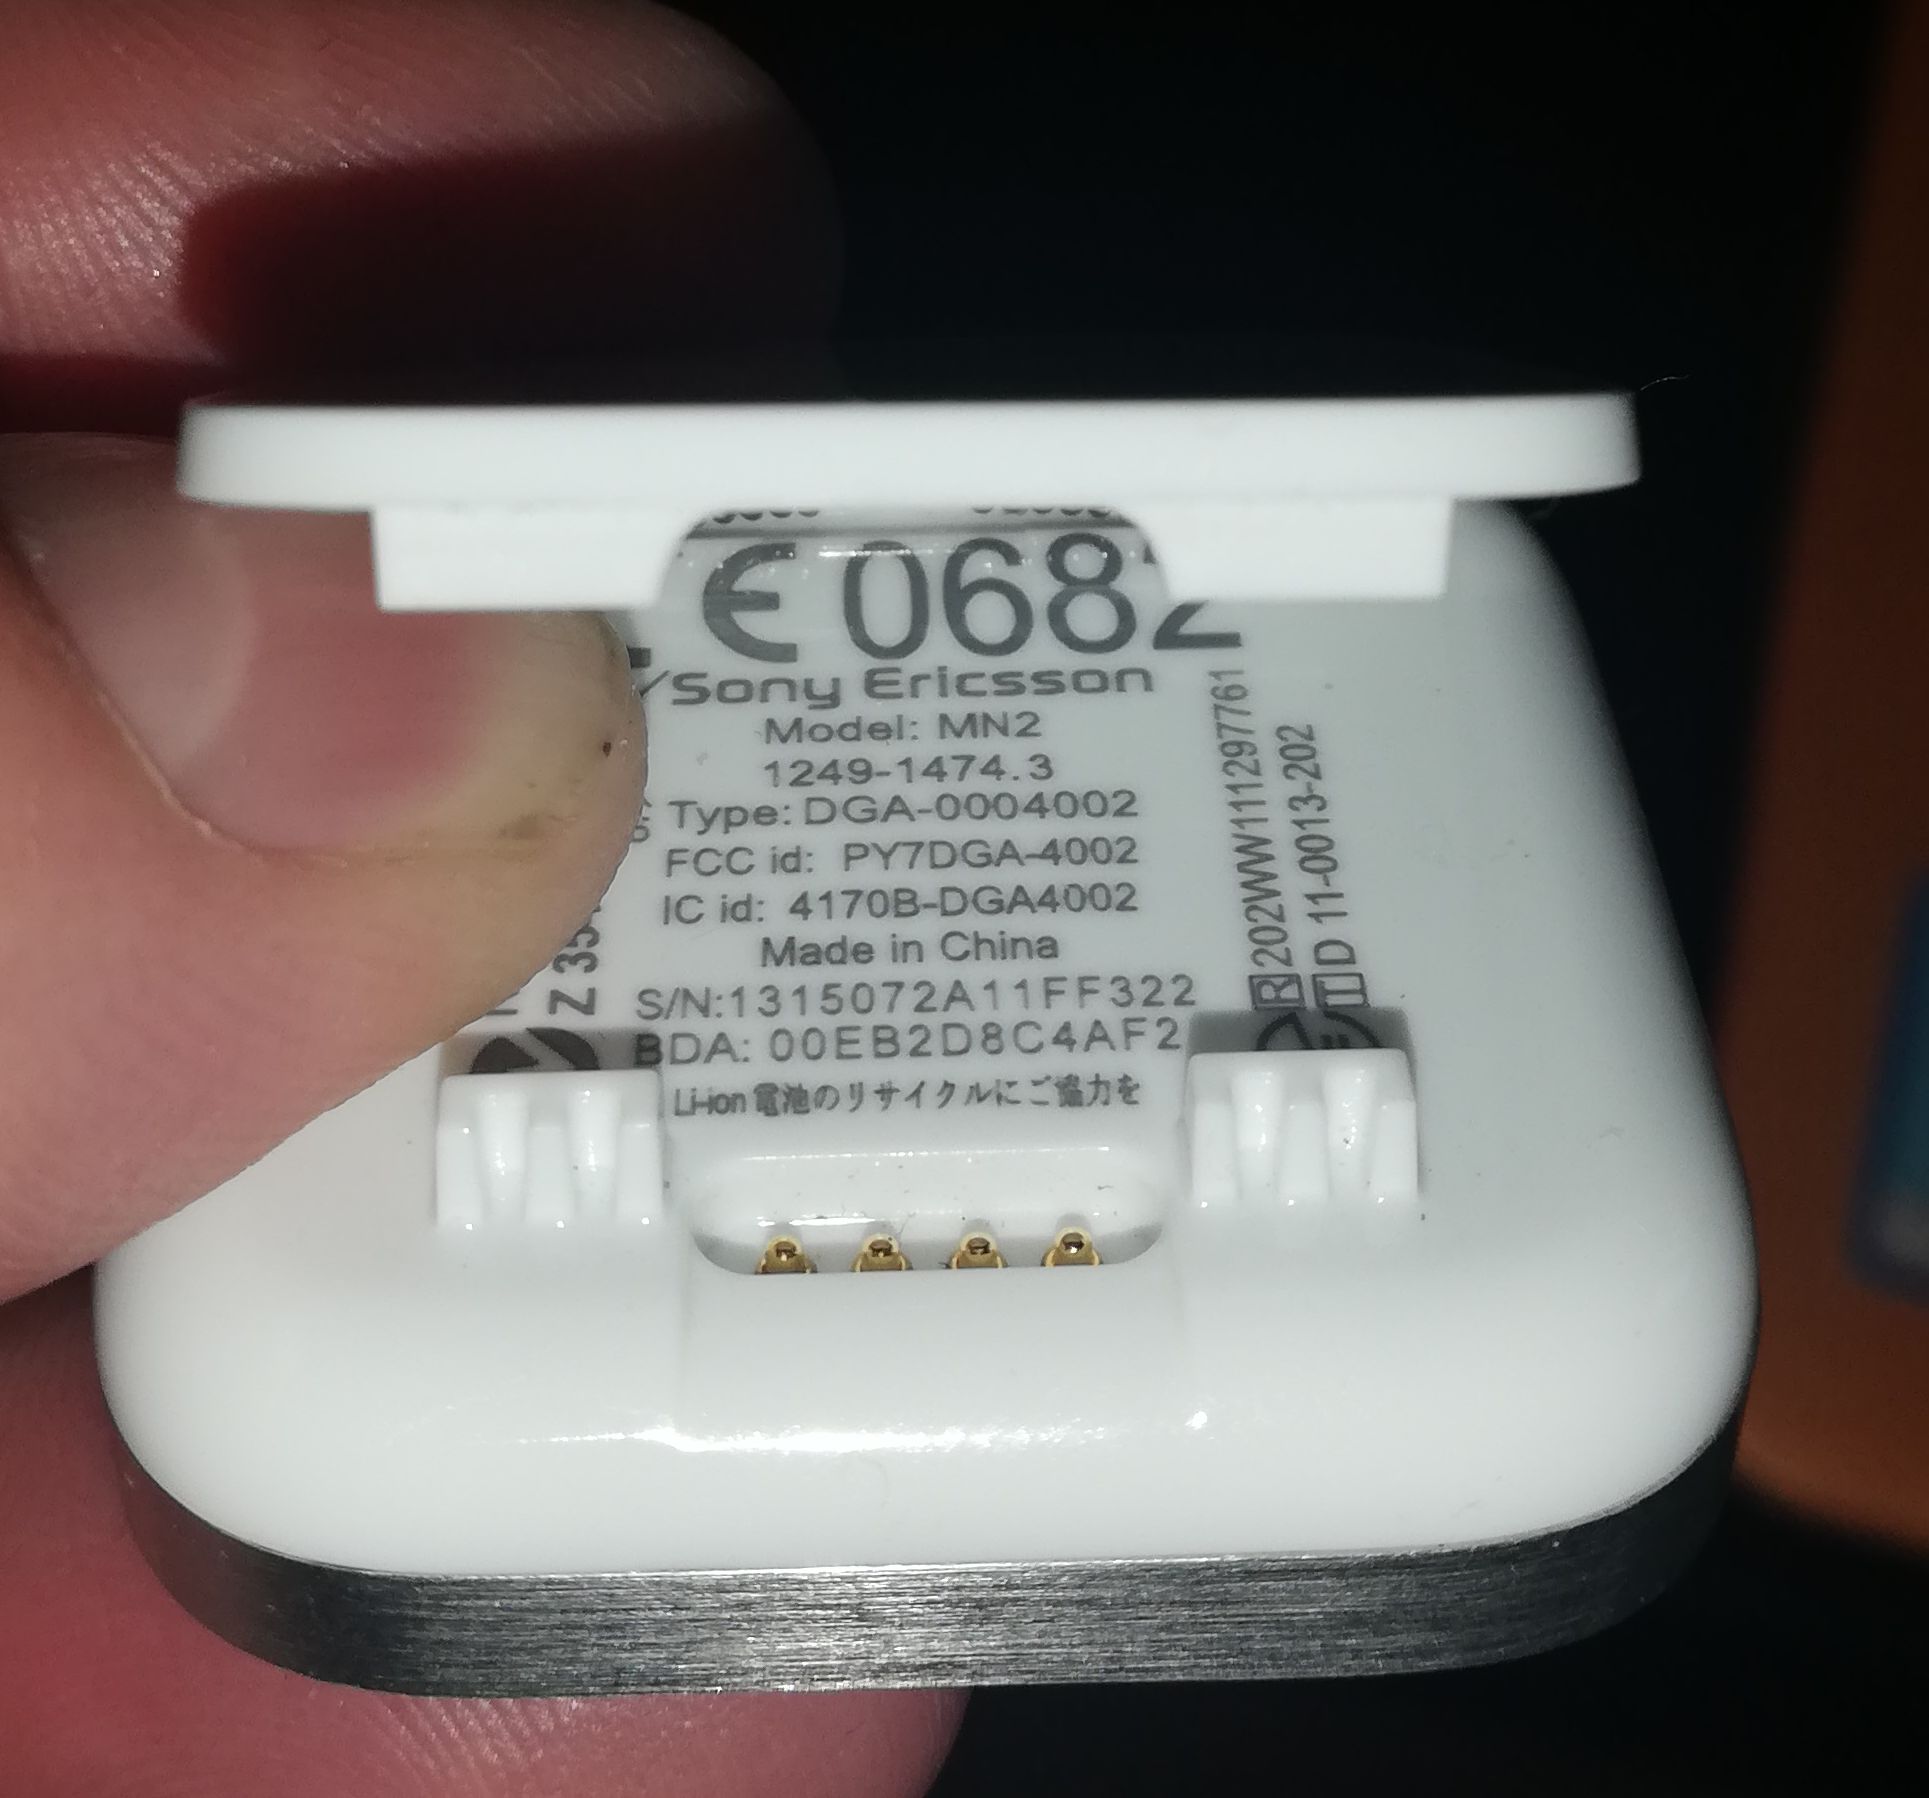 CE 0682
Sony Ericsson
Model: MN2
1249-1474.3
Type: DGA-0004002
FCC id: PY7DGA-4002
IC id: 4170B-DGA4002
Made in China
S/N:1315072A11FF322
BDA: 00EB2D8C4AF2
Li-ion 電池のリサイクルにご協力を
R 202WW111297761
T D 11-0013-202